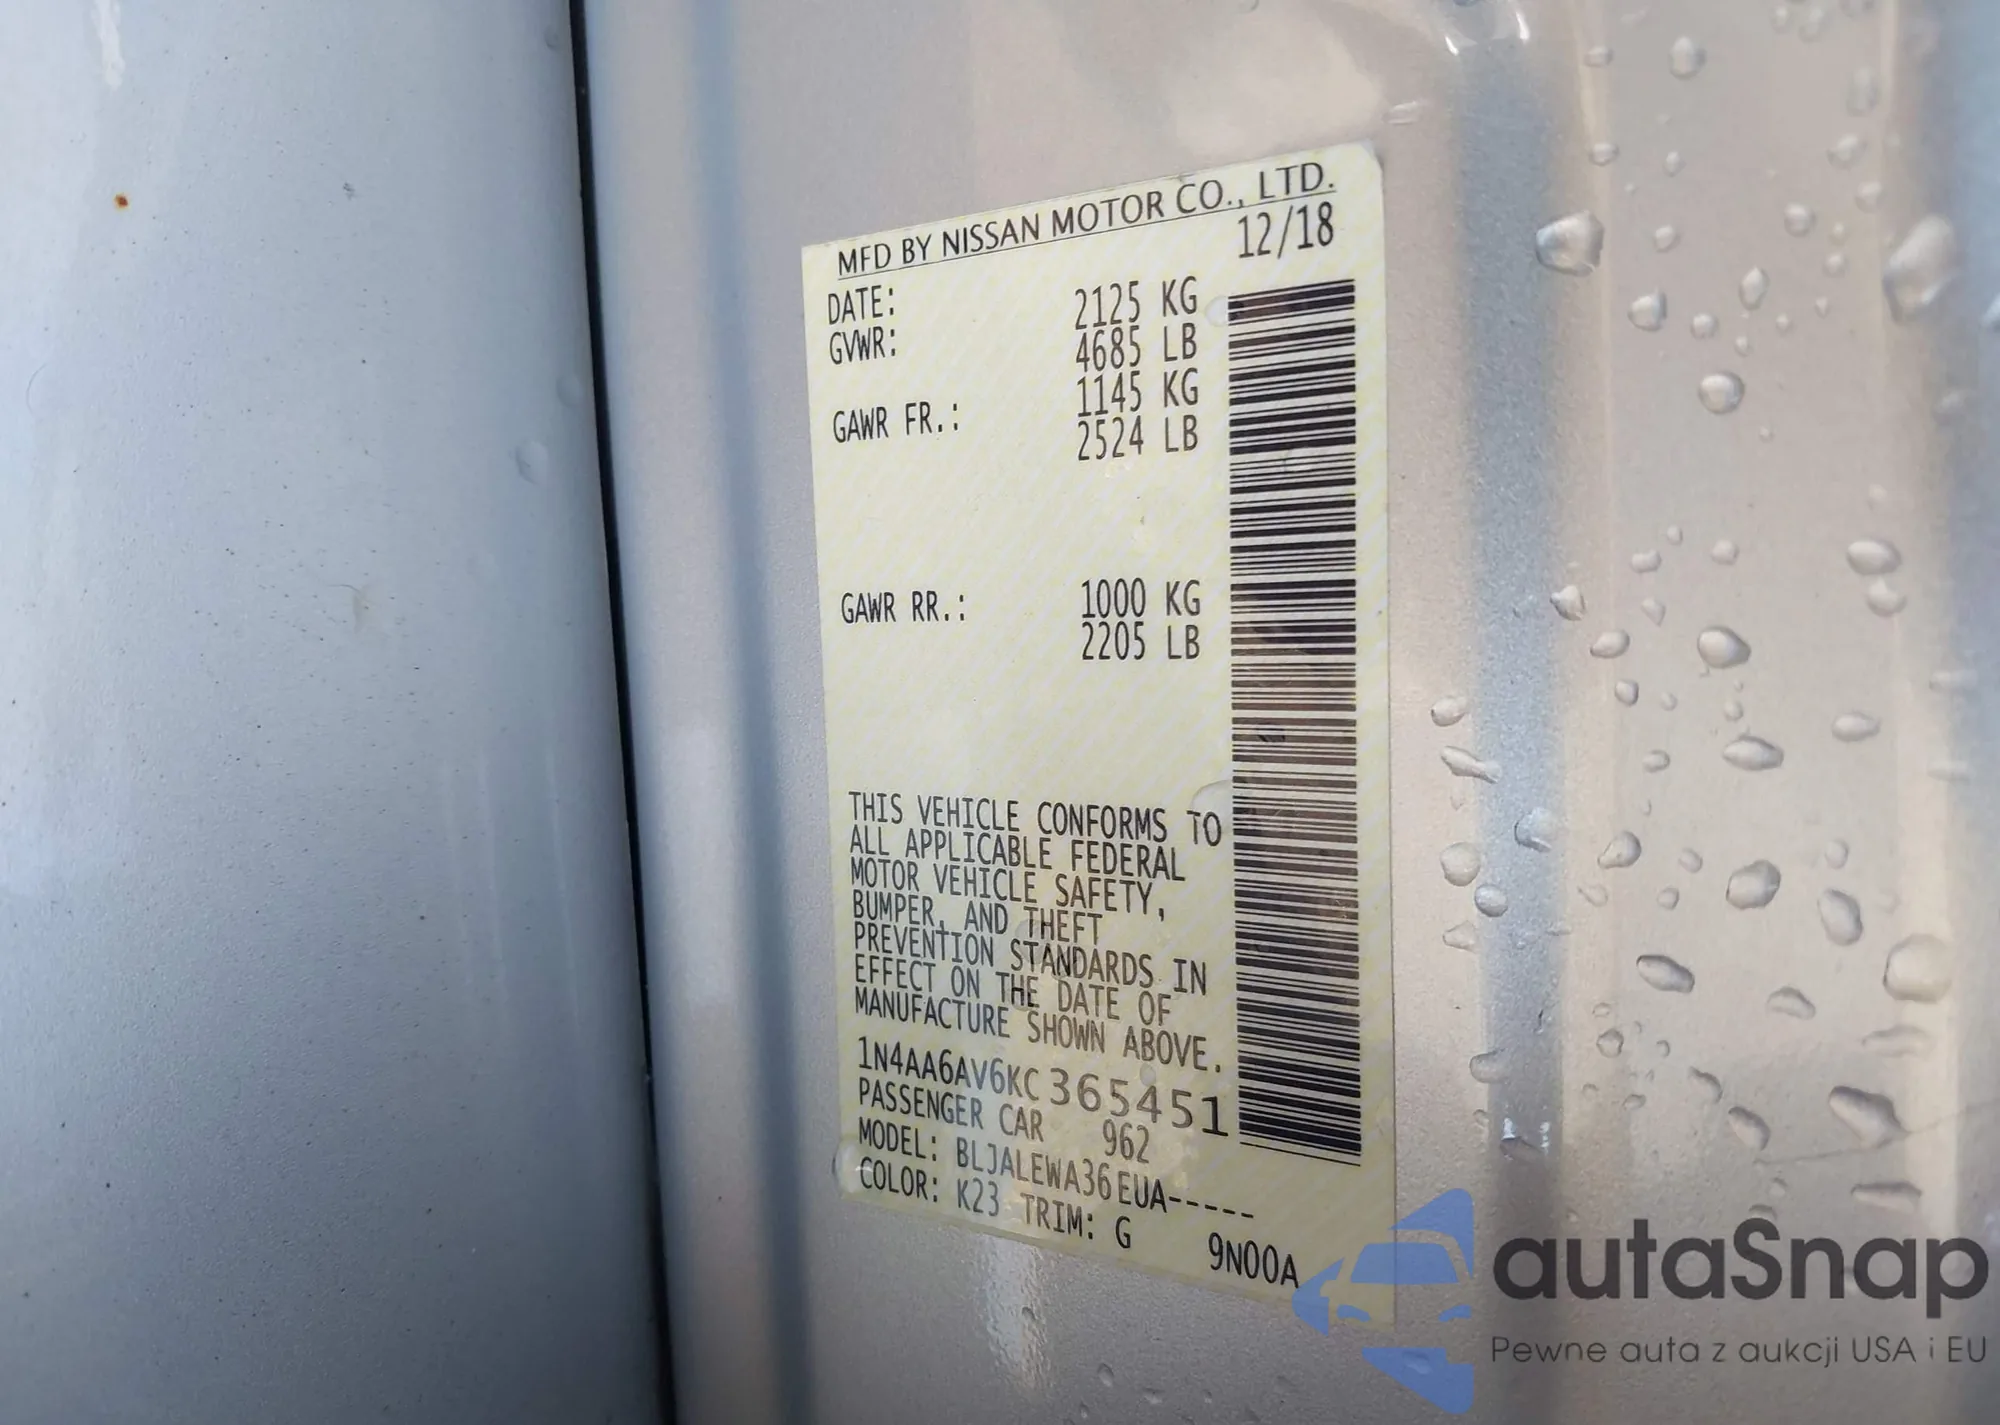 MFD BY NISSAN MOTOR CO., LTD.
DATE: 12/18
GVWR: 2125 KG
4685 LB
GAWR FR.: 1145 KG
2524 LB
GAWR RR.: 1000 KG
2205 LB
THIS VEHICLE CONFORMS TO
ALL APPLICABLE FEDERAL
MOTOR VEHICLE SAFETY,
BUMPER, AND THEFT
PREVENTION STANDARDS IN
EFFECT ON THE DATE OF
MANUFACTURE SHOWN ABOVE.
1N4AA6AV6KC365451
PASSENGER CAR 962
MODEL: BLJALEWA36EUA-----
COLOR: K23 TRIM: G 9N00A
autaSnap
Pewne auta z aukcji USA i EU